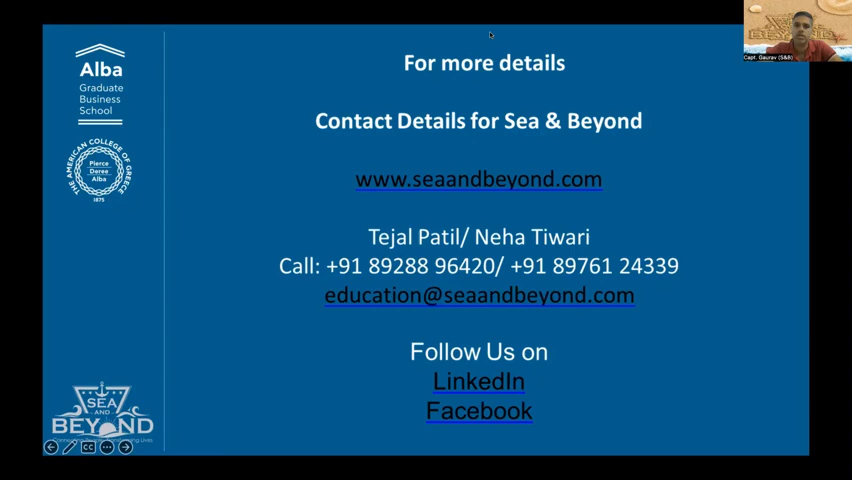 Alba
Graduate
Business
School
THE AMERICAN COLLEGE OF GREECE
Pierce
Deree
Alba
1875
For more details
Contact Details for Sea & Beyond
www.seaandbeyond.com
Tejal Patil/ Neha Tiwari
Call: +91 89288 96420/ +91 89761 24339
education@seaandbeyond.com
Follow Us on
LinkedIn
Facebook
SEA
AND
BEYOND
CC
BEYOND
Capt. Gaurav (S&B)